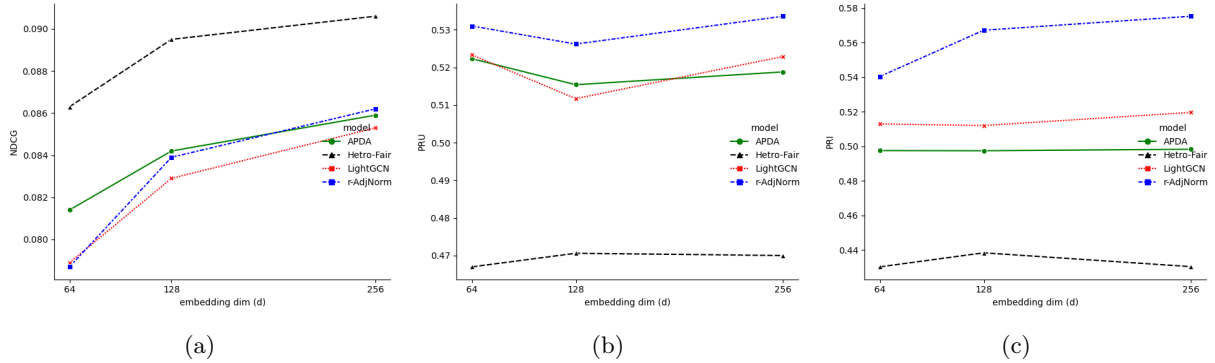 0.090
0.088
0.086
0.084
0.082
0.080
NDCG
model
APDA
Hetro-Fair
LightGCN
r-AdjNorm
64
128
256
embedding dim (d)
(a)
0.53
0.52
0.51
0.50
0.49
0.48
0.47
PRU
model
APDA
Hetro-Fair
LightGCN
r-AdjNorm
64
128
256
embedding dim (d)
(b)
0.58
0.56
0.54
0.52
0.50
0.48
0.46
0.44
PRI
model
APDA
Hetro-Fair
LightGCN
r-AdjNorm
64
128
256
embedding dim (d)
(c)